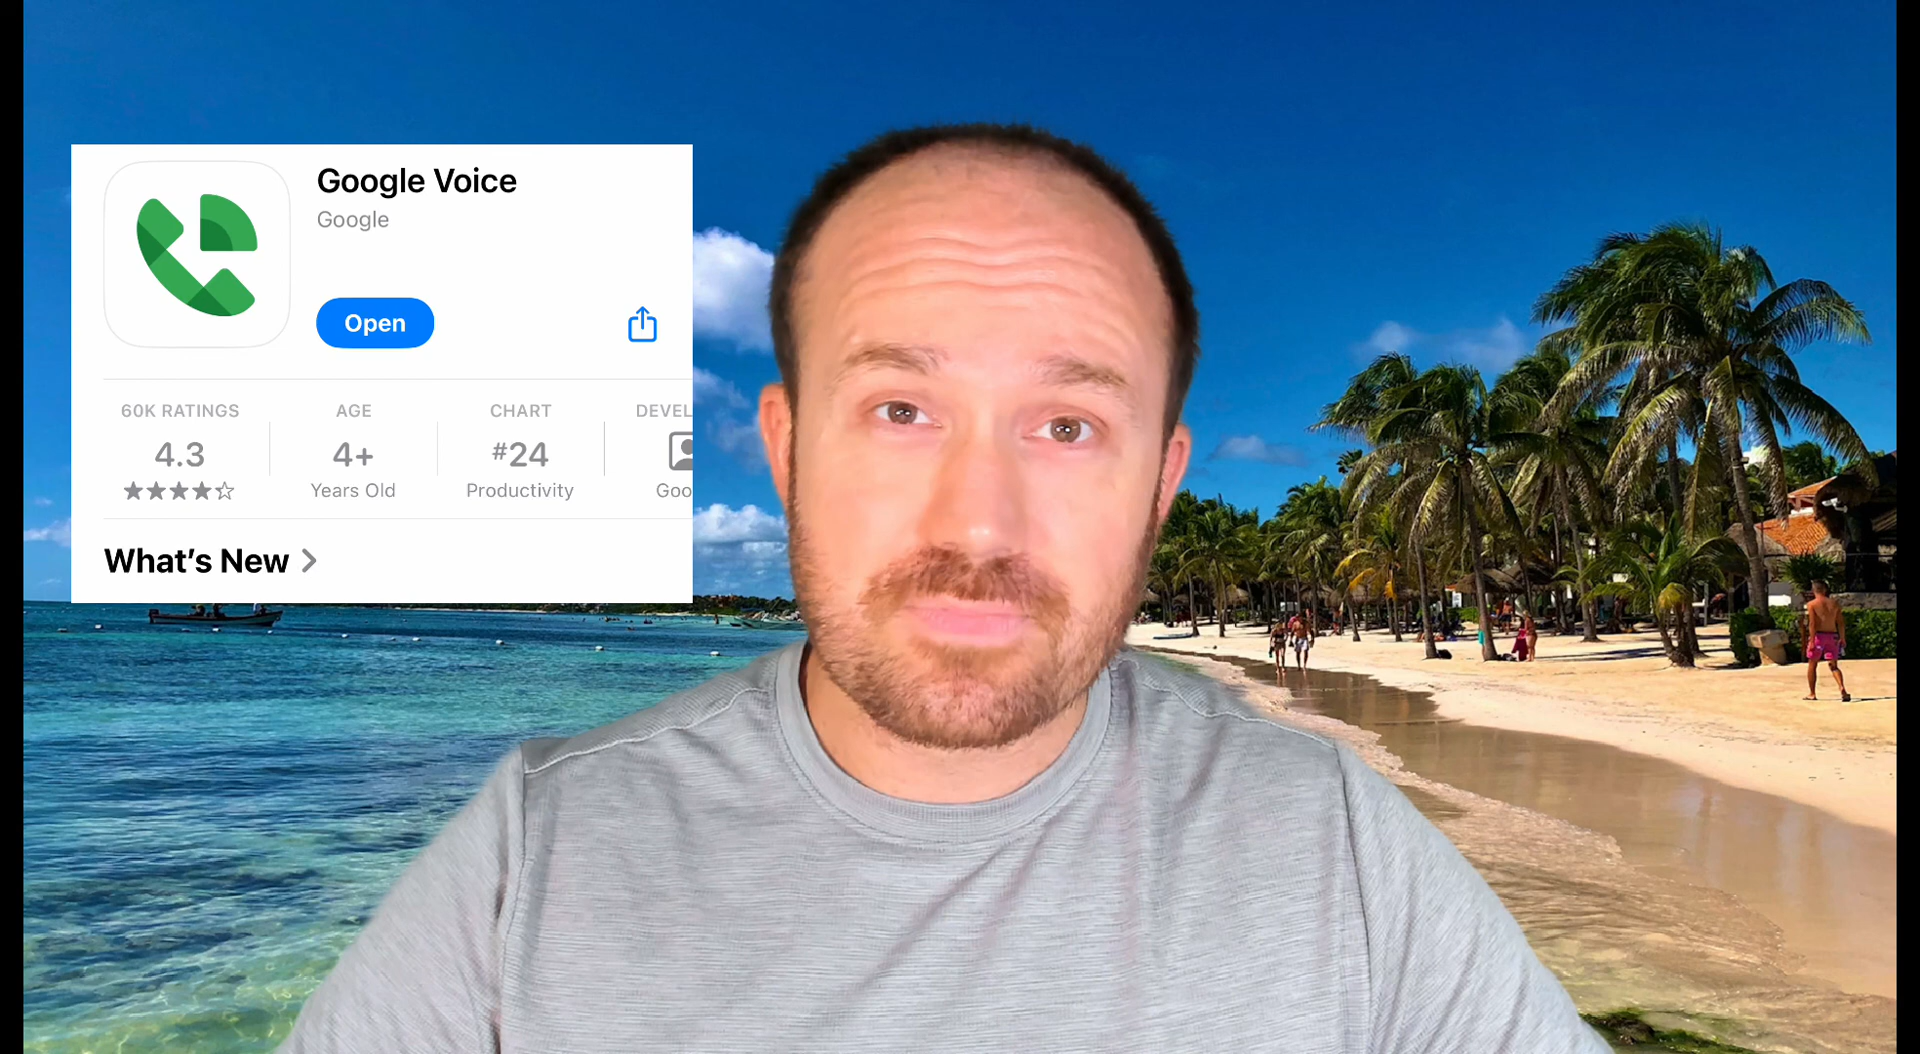 Google Voice
Google
Open
60K RATINGS
4.3
AGE
4+
Years Old
CHART
#24
Productivity
DEVEL
Goo
What's New